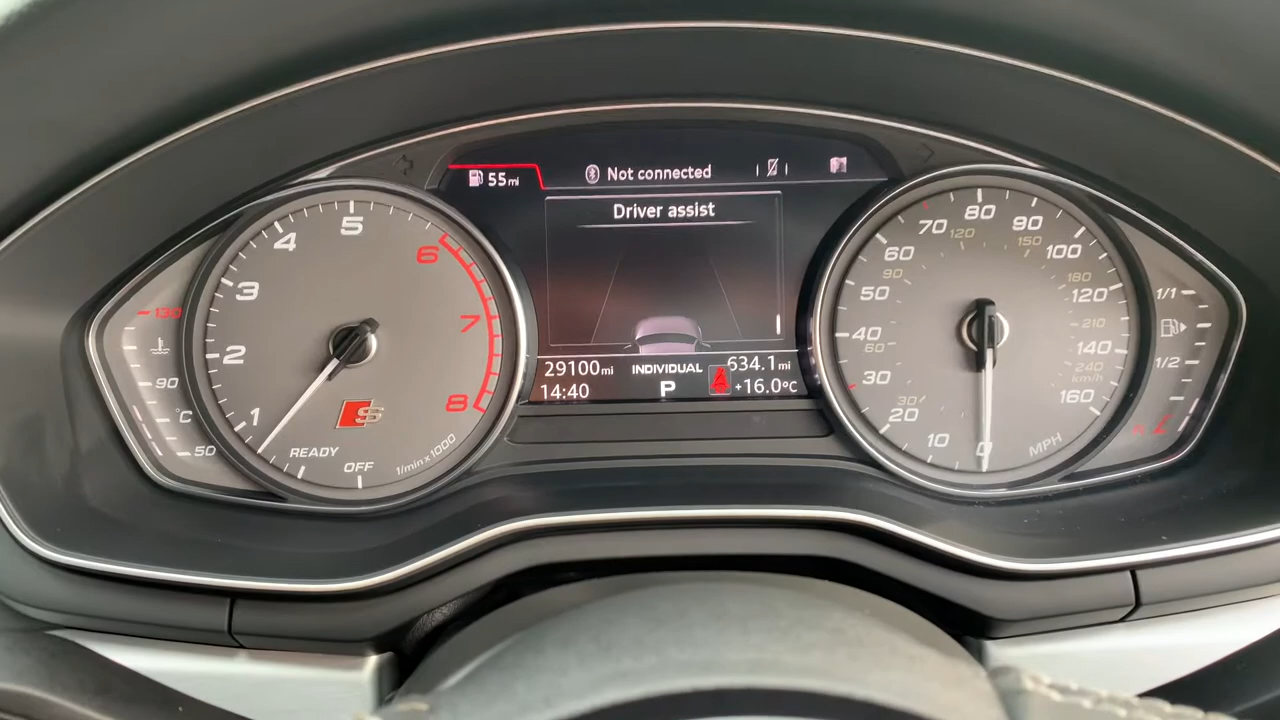 55mi
Not connected
Driver assist
29100mi
INDIVIDUAL
634.1mi
14:40
P
+16.0°C
1
2
3
4
5
6
7
8
READY
OFF
1/min x 1000
S
130
90
°C
50
0
10
20
30
40
50
60
70
80
90
100
120
140
160
MPH
30
60
90
120
150
180
210
240
km/h
1/1
1/2